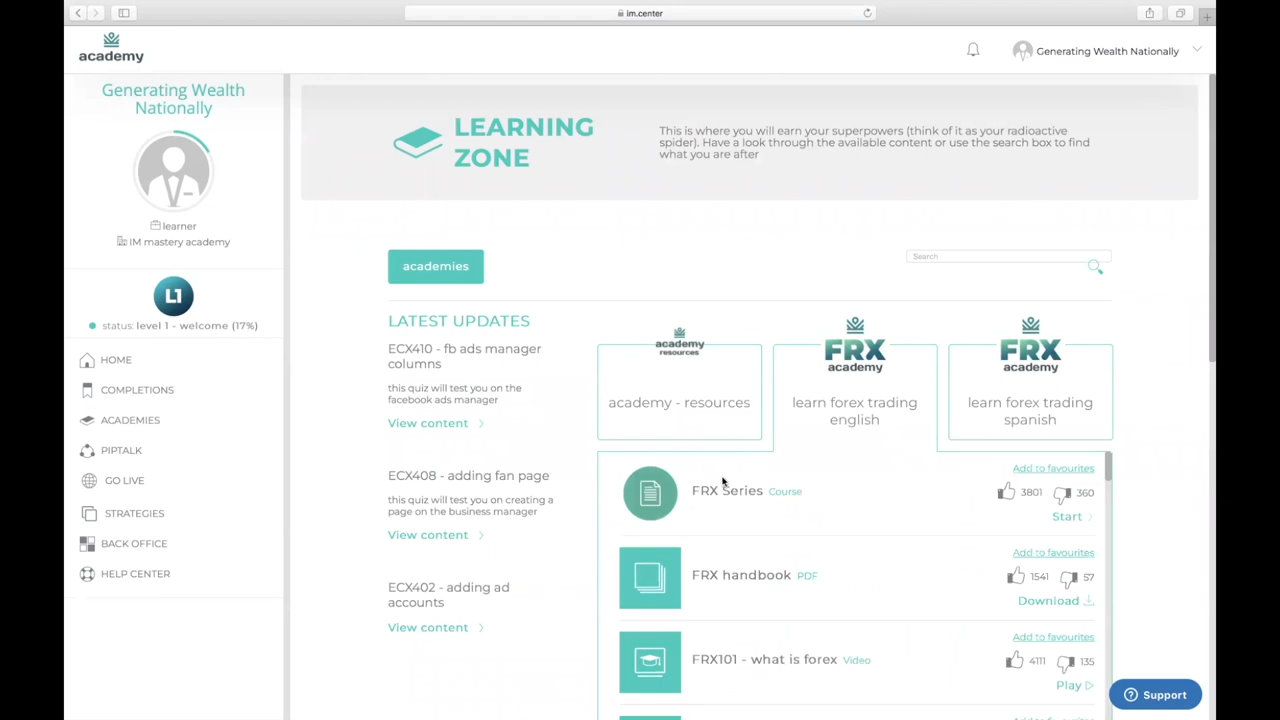 im.center
academy
Generating Wealth Nationally
Generating Wealth
Nationally
learner
IM mastery academy
L1
status: level 1 - welcome (17%)
HOME
COMPLETIONS
ACADEMIES
PIPTALK
GO LIVE
STRATEGIES
BACK OFFICE
HELP CENTER
LEARNING
ZONE
This is where you will earn your superpowers (think of it as your radioactive
spider). Have a look through the available content or use the search box to find
what you are after
academies
Search
LATEST UPDATES
ECX410 - fb ads manager
columns
this quiz will test you on the
facebook ads manager
View content
ECX408 - adding fan page
this quiz will test you on creating a
page on the business manager
View content
ECX402 - adding ad
accounts
View content
academy
resources
academy - resources
FRX
academy
learn forex trading
english
FRX
academy
learn forex trading
spanish
FRX Series Course
Add to favourites
3801 360
Start
FRX handbook PDF
Add to favourites
1541 57
Download
FRX101 - what is forex Video
Add to favourites
4111 135
Play
Support